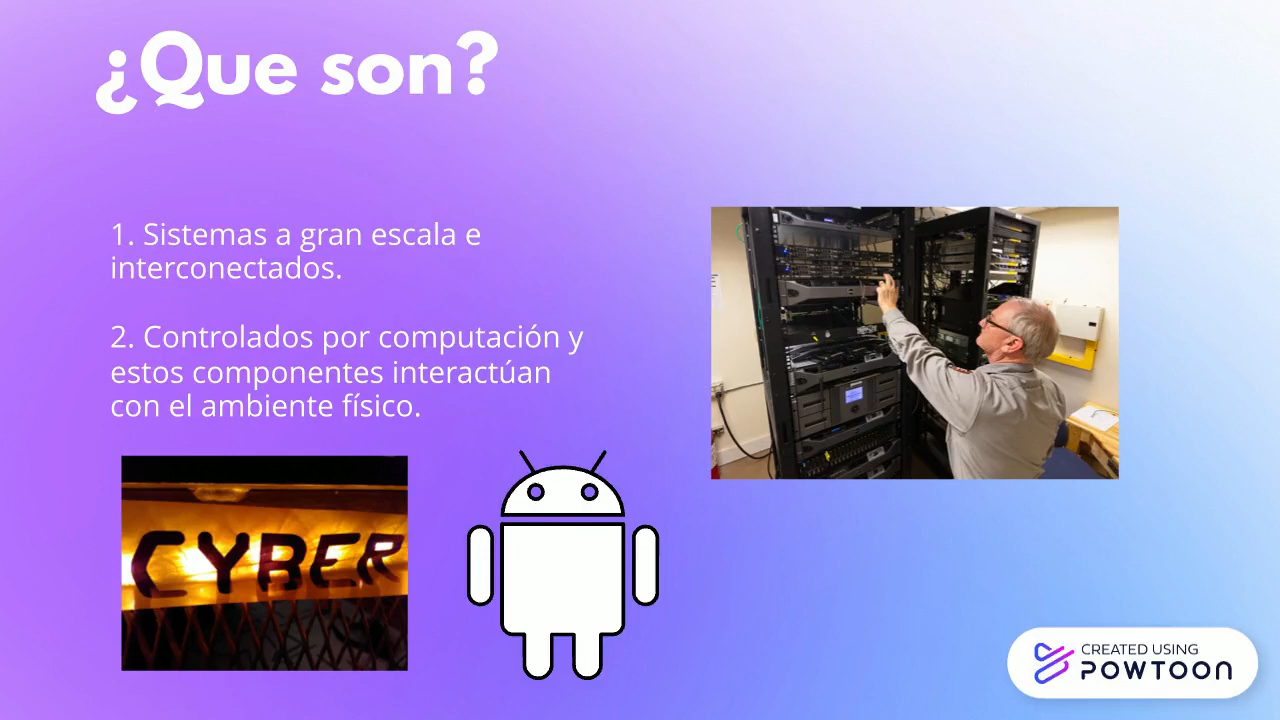 ¿Que son?
1. Sistemas a gran escala e
interconectados.
2. Controlados por computación y
estos componentes interactúan
con el ambiente físico.
CYBER
CREATED USING
POWTOON